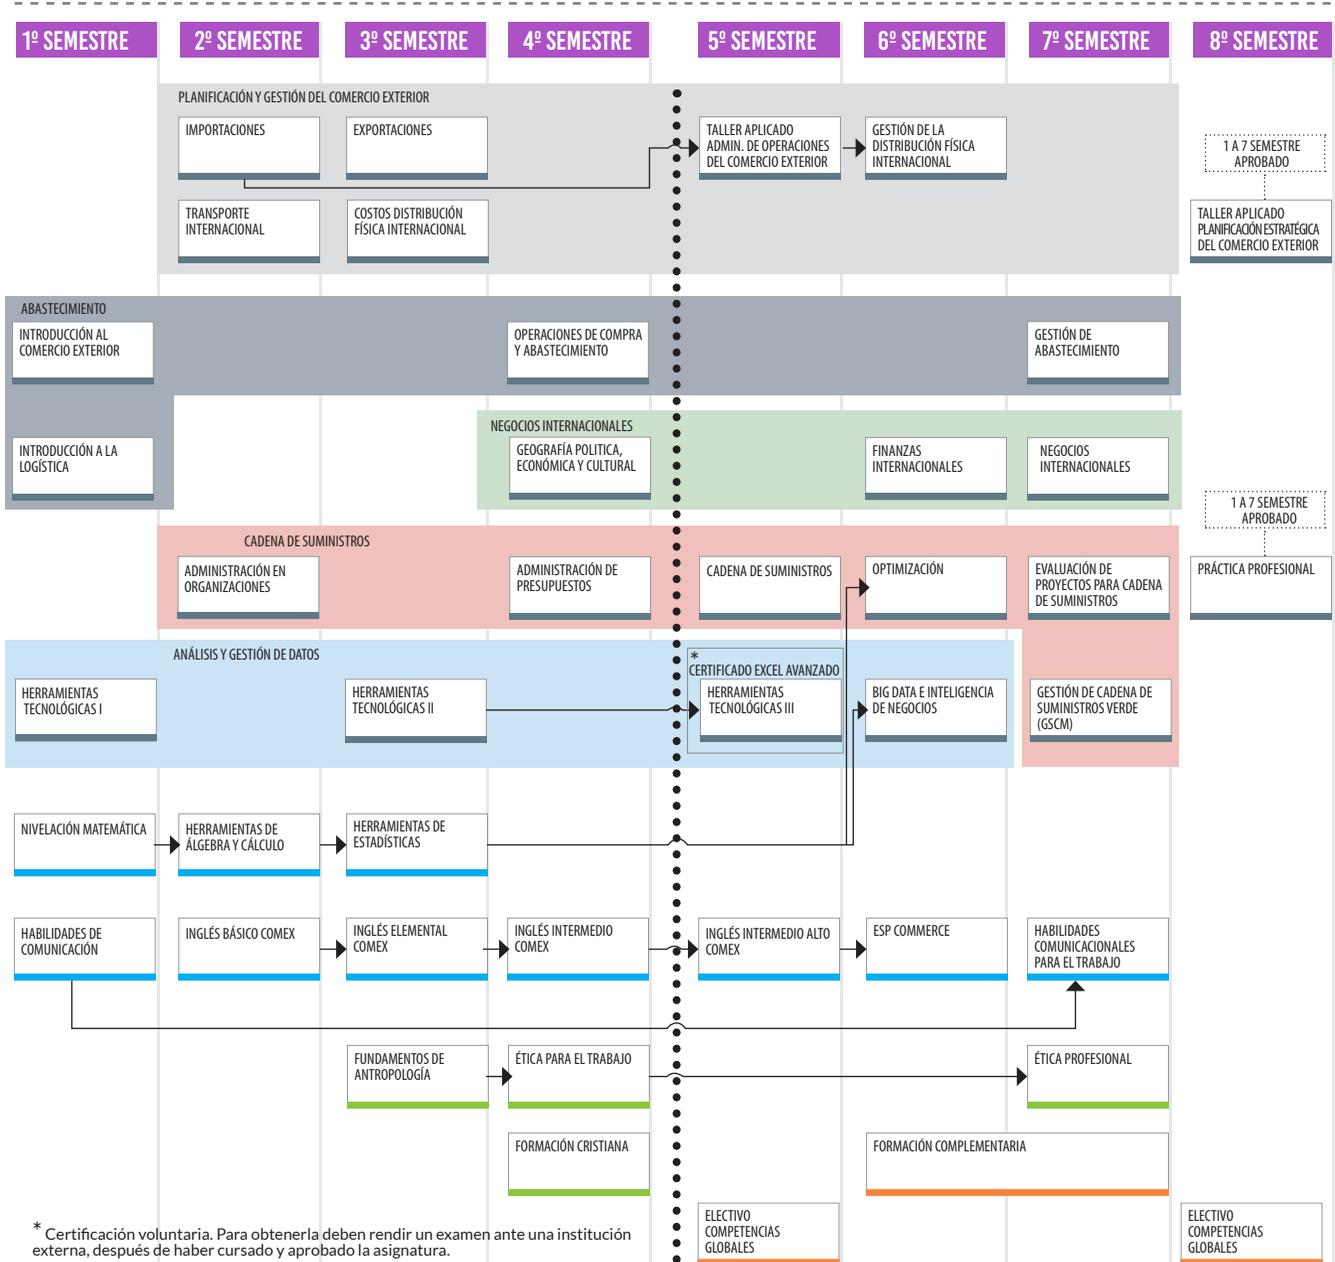 1º SEMESTRE
2º SEMESTRE
3º SEMESTRE
4º SEMESTRE
5º SEMESTRE
6º SEMESTRE
7º SEMESTRE
8º SEMESTRE
PLANIFICACIÓN Y GESTIÓN DEL COMERCIO EXTERIOR
IMPORTACIONES
EXPORTACIONES
TALLER APLICADO
ADMIN. DE OPERACIONES
DEL COMERCIO EXTERIOR
GESTIÓN DE LA
DISTRIBUCIÓN FÍSICA
INTERNACIONAL
1 A 7 SEMESTRE
APROBADO
TRANSPORTE
INTERNACIONAL
COSTOS DISTRIBUCIÓN
FÍSICA INTERNACIONAL
TALLER APLICADO
PLANIFICACIÓN ESTRATÉGICA
DEL COMERCIO EXTERIOR
ABASTECIMIENTO
INTRODUCCIÓN AL
COMERCIO EXTERIOR
OPERACIONES DE COMPRA
Y ABASTECIMIENTO
GESTIÓN DE
ABASTECIMIENTO
NEGOCIOS INTERNACIONALES
INTRODUCCIÓN A LA
LOGÍSTICA
GEOGRAFÍA POLITICA,
ECONÓMICA Y CULTURAL
FINANZAS
INTERNACIONALES
NEGOCIOS
INTERNACIONALES
1 A 7 SEMESTRE
APROBADO
CADENA DE SUMINISTROS
ADMINISTRACIÓN EN
ORGANIZACIONES
ADMINISTRACIÓN DE
PRESUPUESTOS
CADENA DE SUMINISTROS
OPTIMIZACIÓN
EVALUACIÓN DE
PROYECTOS PARA CADENA
DE SUMINISTROS
PRÁCTICA PROFESIONAL
ANÁLISIS Y GESTIÓN DE DATOS
*
CERTIFICADO EXCEL AVANZADO
HERRAMIENTAS
TECNOLÓGICAS I
HERRAMIENTAS
TECNOLÓGICAS II
HERRAMIENTAS
TECNOLÓGICAS III
BIG DATA E INTELIGENCIA
DE NEGOCIOS
GESTIÓN DE CADENA DE
SUMINISTROS VERDE
(GSCM)
NIVELACIÓN MATEMÁTICA
HERRAMIENTAS DE
ÁLGEBRA Y CÁLCULO
HERRAMIENTAS DE
ESTADÍSTICAS
HABILIDADES DE
COMUNICACIÓN
INGLÉS BÁSICO COMEX
INGLÉS ELEMENTAL
COMEX
INGLÉS INTERMEDIO
COMEX
INGLÉS INTERMEDIO ALTO
COMEX
ESP COMMERCE
HABILIDADES
COMUNICACIONALES
PARA EL TRABAJO
FUNDAMENTOS DE
ANTROPOLOGÍA
ÉTICA PARA EL TRABAJO
ÉTICA PROFESIONAL
FORMACIÓN CRISTIANA
FORMACIÓN COMPLEMENTARIA
ELECTIVO
COMPETENCIAS
GLOBALES
ELECTIVO
COMPETENCIAS
GLOBALES
* Certificación voluntaria. Para obtenerla deben rendir un examen ante una institución
externa, después de haber cursado y aprobado la asignatura.